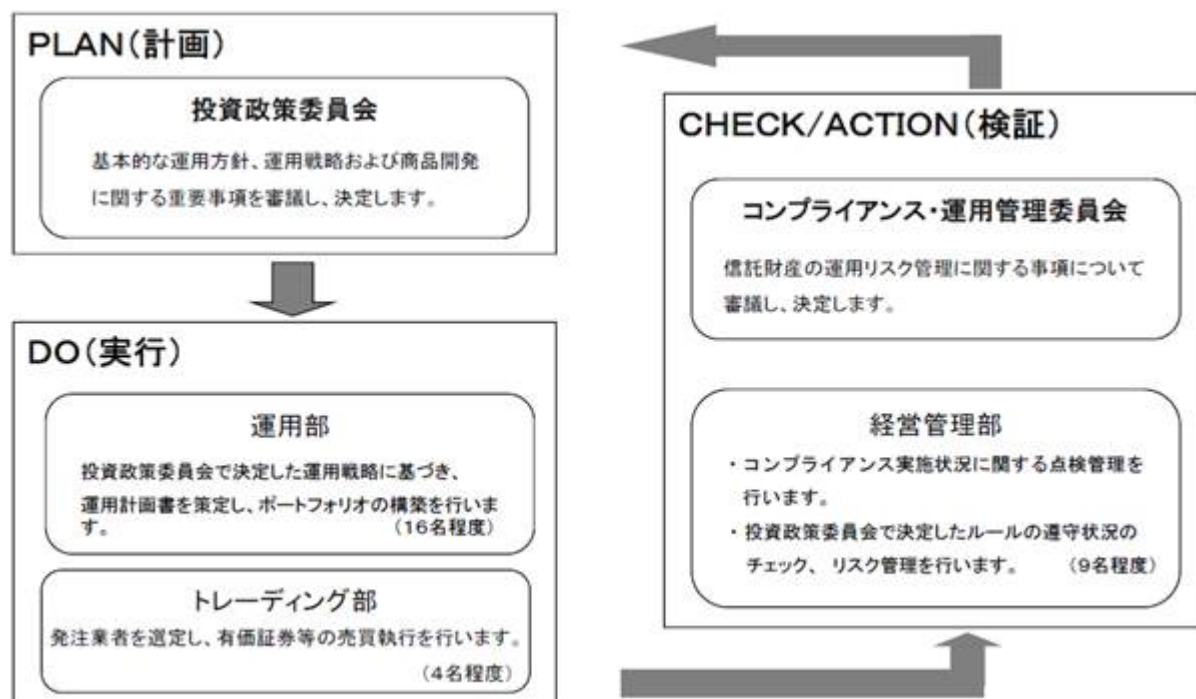 PLAN(計画)
投資政策委員会
基本的な運用方針、運用戦略および商品開発
に関する重要事項を審議し、決定します。
DO(実行)
運用部
投資政策委員会で決定した運用戦略に基づき、
運用計画書を策定し、ポートフォリオの構築を行いま
す。 (16名程度)
トレーディング部
発注業者を選定し、有価証券等の売買執行を行います。
(4名程度)
CHECK/ACTION(検証)
コンプライアンス・運用管理委員会
信託財産の運用リスク管理に関する事項について
審議し、決定します。
経営管理部
・コンプライアンス実施状況に関する点検管理を
行います。
・投資政策委員会で決定したルールの遵守状況の
チェック、 リスク管理を行います。 (9名程度)